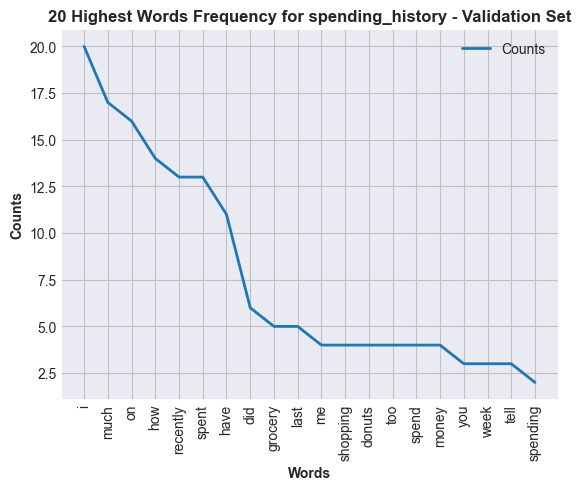 20 Highest Words Frequency for spending_history - Validation Set
Counts
20.0
17.5
15.0
12.5
10.0
7.5
5.0
2.5
Counts
i
much
on
how
recently
spent
have
did
grocery
last
me
shopping
donuts
too
spend
money
you
week
tell
spending
Words